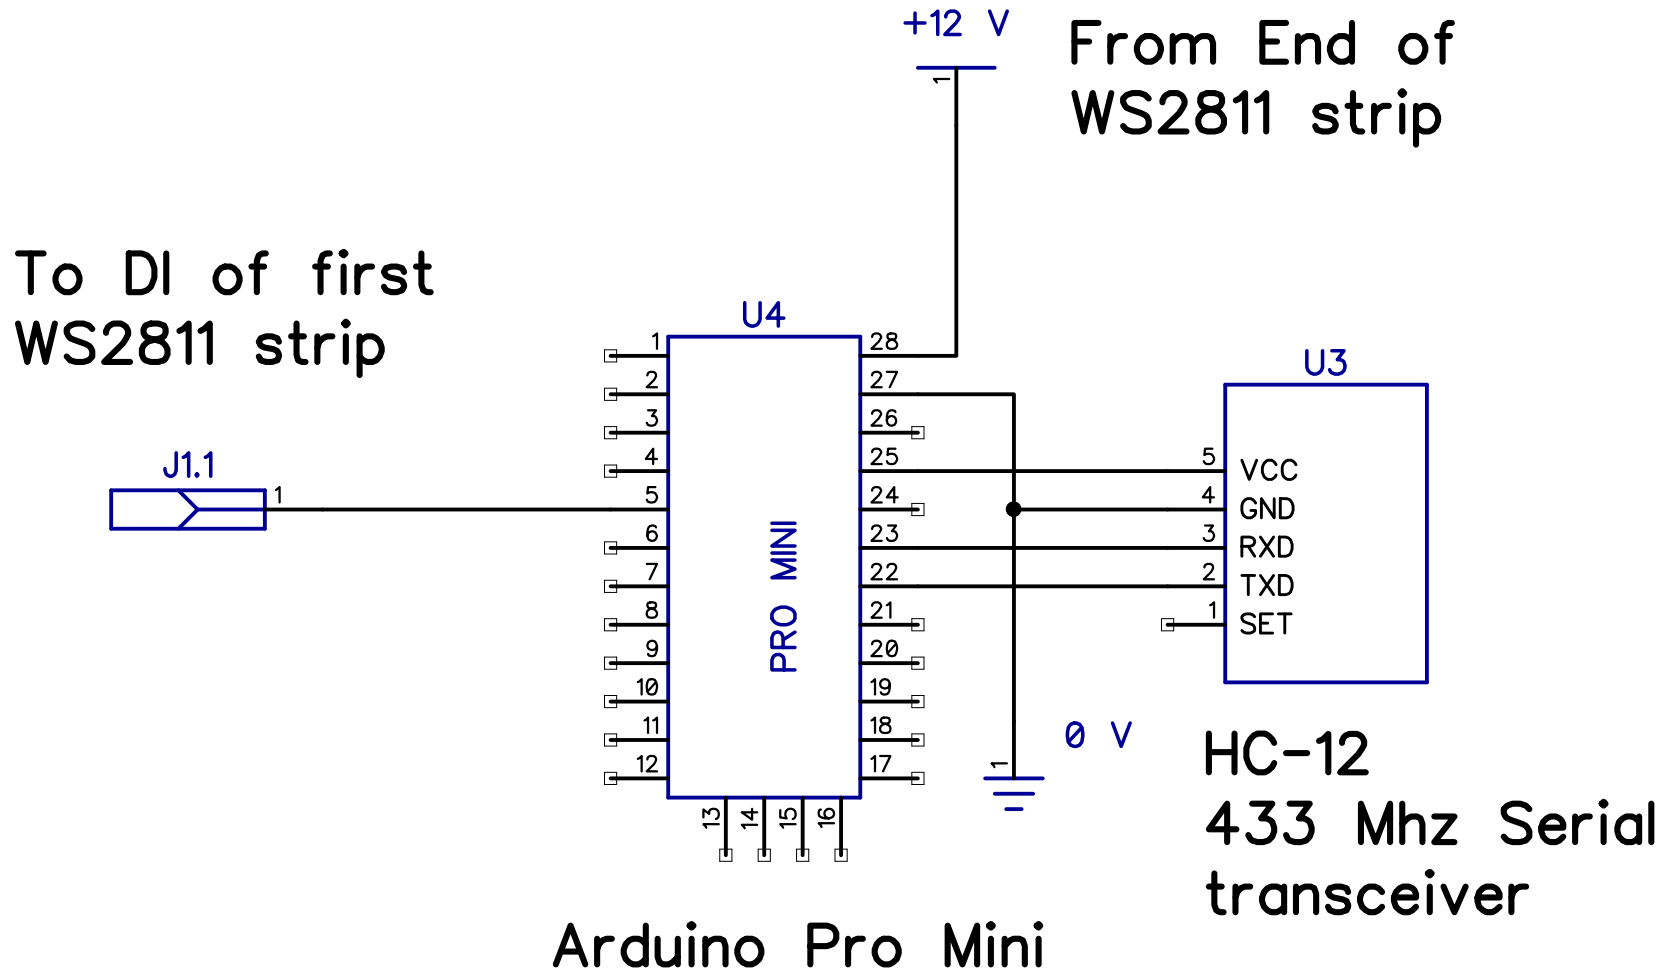 +12 V
1
From End of
WS2811 strip
To DI of first
WS2811 strip
J1.1
1
U4
1
2
3
4
5
6
7
8
9
10
11
12
13
14
15
16
28
27
26
25
24
23
22
21
20
19
18
17
PRO MINI
Arduino Pro Mini
0 V
1
U3
5 VCC
4 GND
3 RXD
2 TXD
1 SET
HC-12
433 Mhz Serial
transceiver